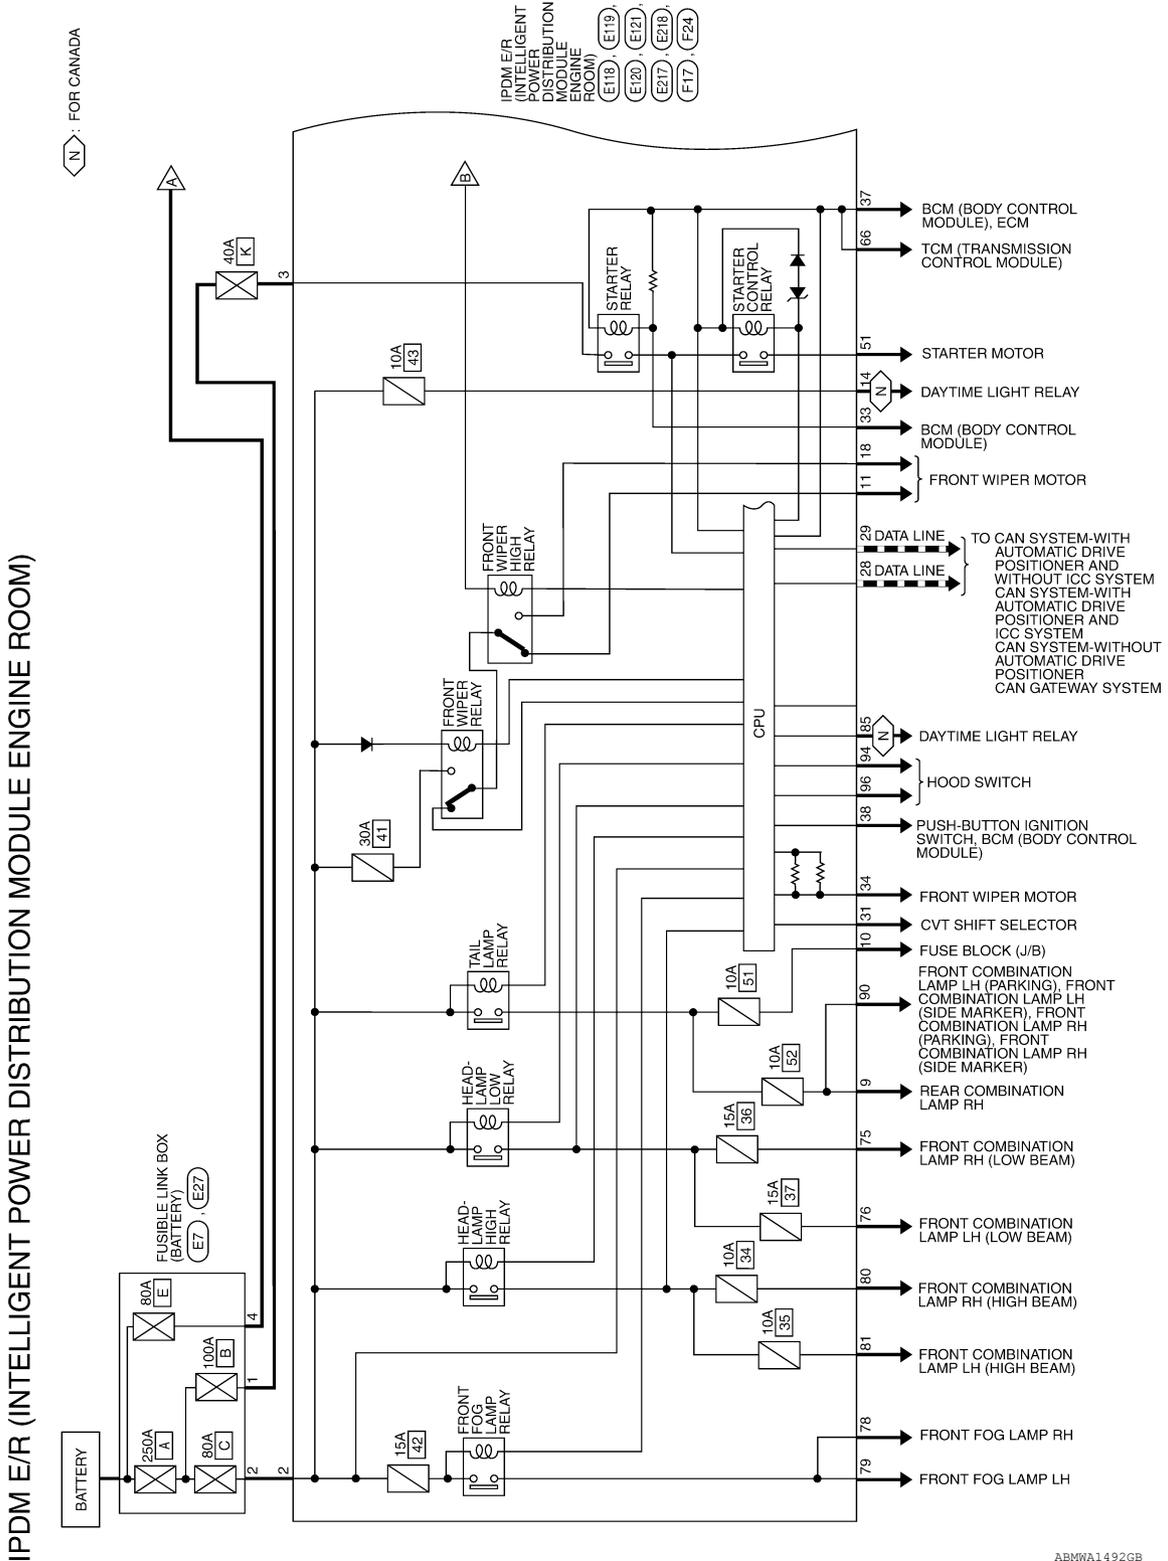 IPDM E/R (INTELLIGENT POWER DISTRIBUTION MODULE ENGINE ROOM)
N : FOR CANADA
BATTERY
FUSIBLE LINK BOX
(BATTERY)
E7 , E27
250A
A
80A
C
100A
B
80A
E
2
1
4
2
3
40A
K
A
B
IPDM E/R
(INTELLIGENT
POWER
DISTRIBUTION
MODULE
ENGINE
ROOM)
E118 , E119 ,
E120 , E121 ,
E217 , E218 ,
F17 , F24
15A
42
FRONT
FOG
LAMP
RELAY
HEAD-
LAMP
HIGH
RELAY
HEAD-
LAMP
LOW
RELAY
TAIL
LAMP
RELAY
30A
41
FRONT
WIPER
RELAY
FRONT
WIPER
HIGH
RELAY
10A
43
STARTER
RELAY
STARTER
CONTROL
RELAY
CPU
10A
51
10A
52
15A
36
15A
37
10A
34
10A
35
37
BCM (BODY CONTROL
MODULE), ECM
66
TCM (TRANSMISSION
CONTROL MODULE)
51
STARTER MOTOR
14
N
DAYTIME LIGHT RELAY
33
BCM (BODY CONTROL
MODULE)
18
11
FRONT WIPER MOTOR
29
DATA LINE
28
DATA LINE
TO CAN SYSTEM-WITH
AUTOMATIC DRIVE
POSITIONER AND
WITHOUT ICC SYSTEM
CAN SYSTEM-WITH
AUTOMATIC DRIVE
POSITIONER AND
ICC SYSTEM
CAN SYSTEM-WITHOUT
AUTOMATIC DRIVE
POSITIONER
CAN GATEWAY SYSTEM
85
N
DAYTIME LIGHT RELAY
94
96
HOOD SWITCH
38
PUSH-BUTTON IGNITION
SWITCH, BCM (BODY CONTROL
MODULE)
34
FRONT WIPER MOTOR
31
CVT SHIFT SELECTOR
10
FUSE BLOCK (J/B)
90
FRONT COMBINATION
LAMP LH (PARKING), FRONT
COMBINATION LAMP LH
(SIDE MARKER), FRONT
COMBINATION LAMP RH
(PARKING), FRONT
COMBINATION LAMP RH
(SIDE MARKER)
9
REAR COMBINATION
LAMP RH
75
FRONT COMBINATION
LAMP RH (LOW BEAM)
76
FRONT COMBINATION
LAMP LH (LOW BEAM)
80
FRONT COMBINATION
LAMP RH (HIGH BEAM)
81
FRONT COMBINATION
LAMP LH (HIGH BEAM)
78
FRONT FOG LAMP RH
79
FRONT FOG LAMP LH
ABMWA1492GB